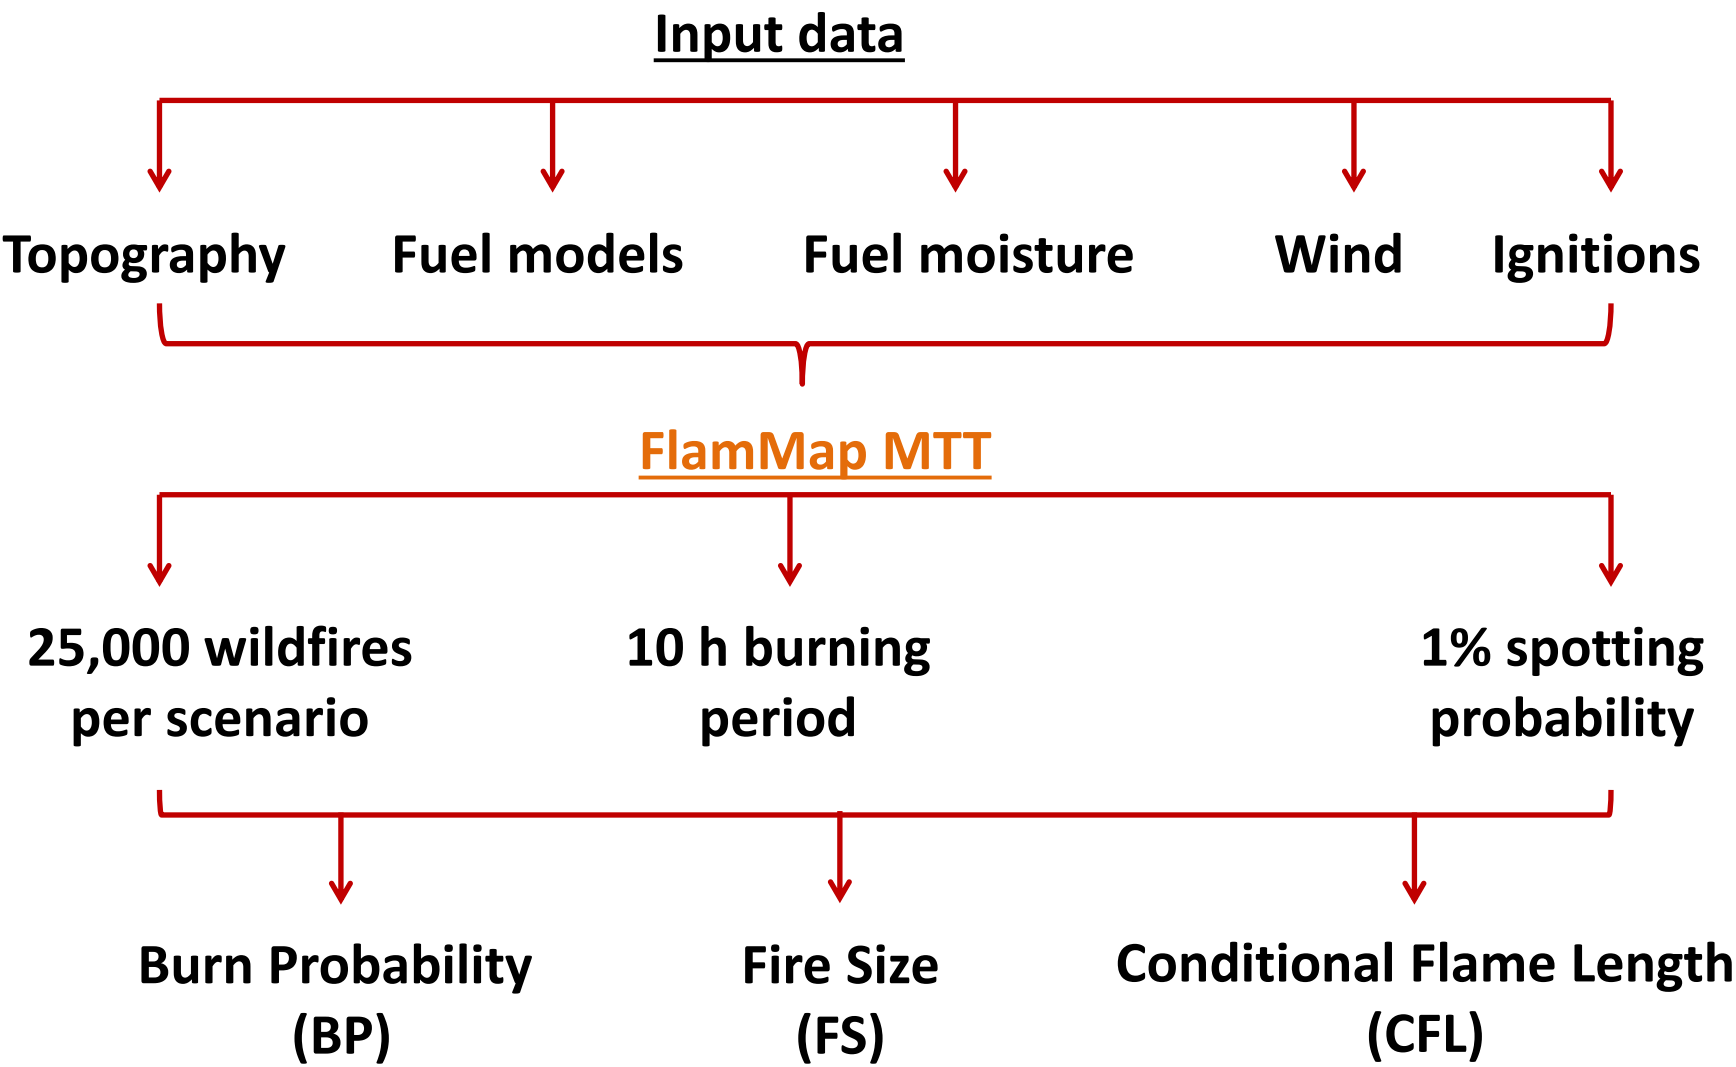 Input data
Topography
Fuel models
Fuel moisture
Wind
Ignitions
FlamMap MTT
25,000 wildfires
per scenario
10 h burning
period
1% spotting
probability
Burn Probability
(BP)
Fire Size
(FS)
Conditional Flame Length
(CFL)